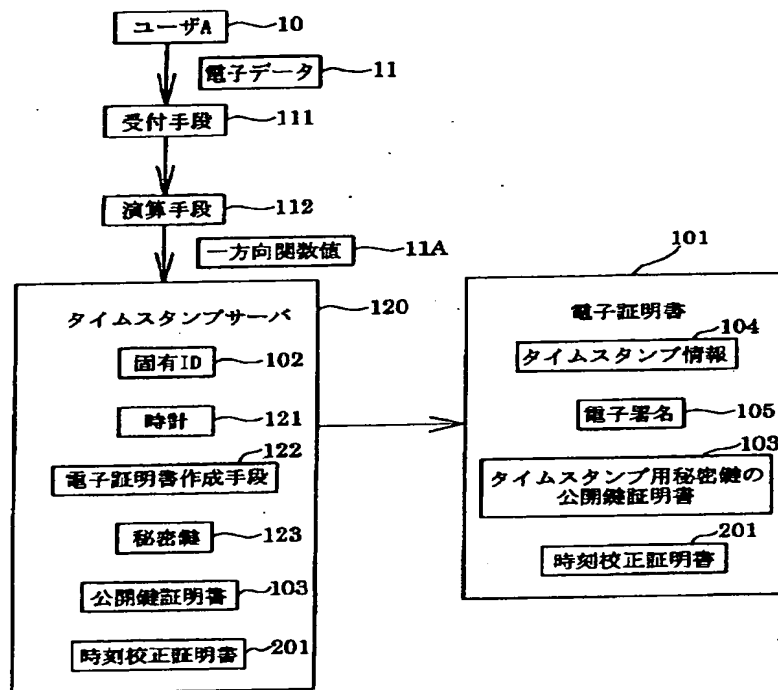 ユーザA 10
電子データ 11
受付手段 111
演算手段 112
一方向関数値 11A
タイムスタンプサーバ 120
固有ID 102
時計 121
122
電子証明書作成手段
秘密鍵 123
公開鍵証明書 103
時刻校正証明書 201
101
電子証明書
104
タイムスタンプ情報
電子署名 105
103
タイムスタンプ用秘密鍵の
公開鍵証明書
201
時刻校正証明書